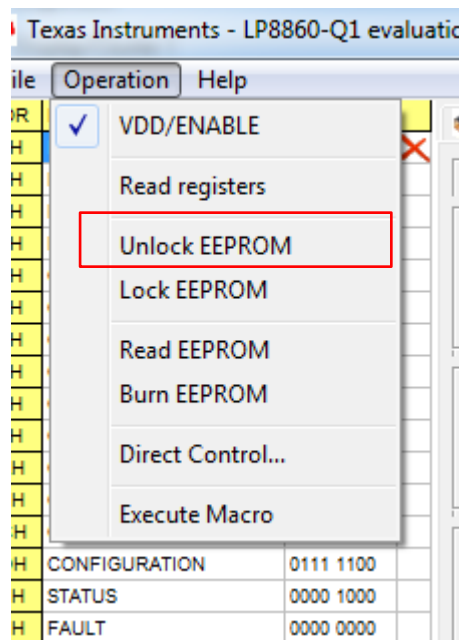 Texas Instruments - LP8860-Q1 evaluatio
ile Operation Help
VDD/ENABLE
Read registers
Unlock EEPROM
Lock EEPROM
Read EEPROM
Burn EEPROM
Direct Control...
Execute Macro
R
H
H
H
H
H
H
H
H
H
H
H
H
H
H CONFIGURATION 0111 1100
H STATUS 0000 1000
H FAULT 0000 0000